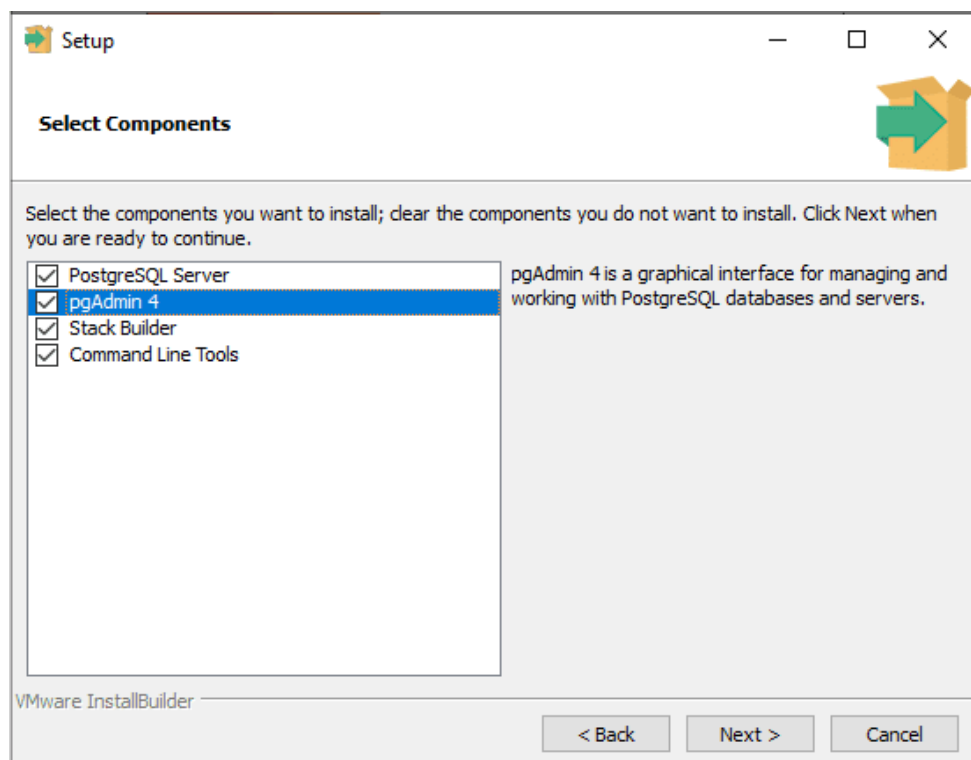 Setup
Select Components
Select the components you want to install; clear the components you do not want to install. Click Next when
you are ready to continue.
PostgreSQL Server
pgAdmin 4
Stack Builder
Command Line Tools
pgAdmin 4 is a graphical interface for managing and
working with PostgreSQL databases and servers.
VMware InstallBuilder
< Back
Next >
Cancel